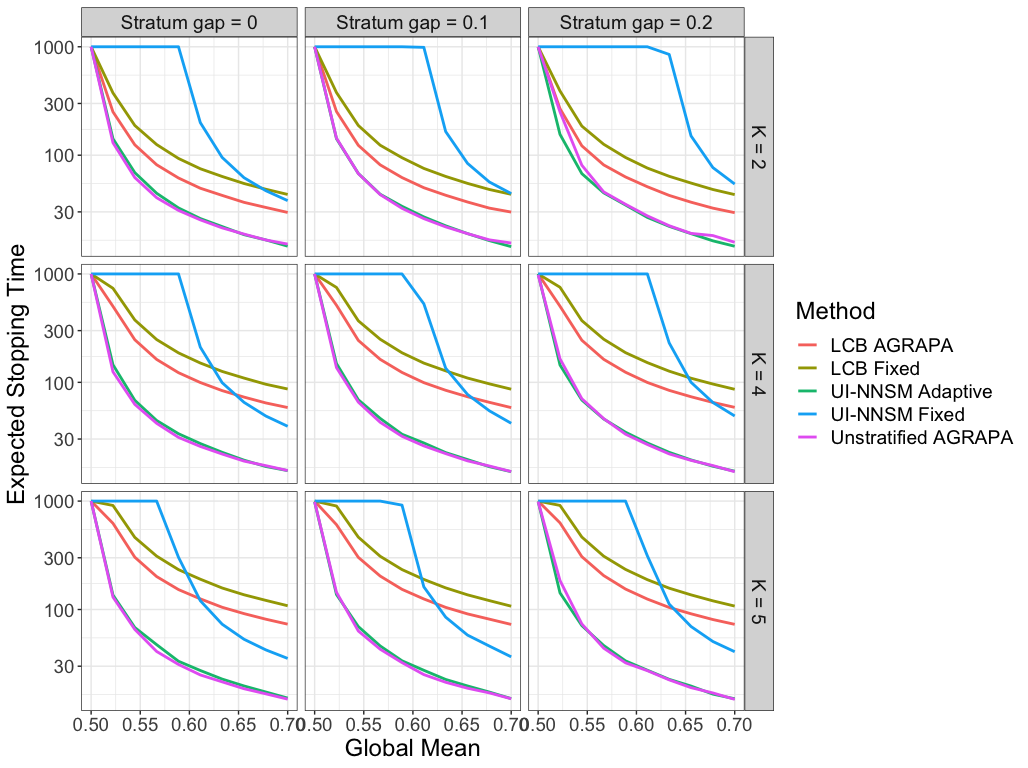 Stratum gap = 0
Stratum gap = 0.1
Stratum gap = 0.2
Expected Stopping Time
1000
300
100
30
K = 2
1000
300
100
30
K = 4
1000
300
100
30
K = 5
0.50 0.55 0.60 0.65 0.70
0.50 0.55 0.60 0.65 0.70
0.50 0.55 0.60 0.65 0.70
Global Mean
Method
LCB AGRAPA
LCB Fixed
UI-NNSM Adaptive
UI-NNSM Fixed
Unstratified AGRAPA